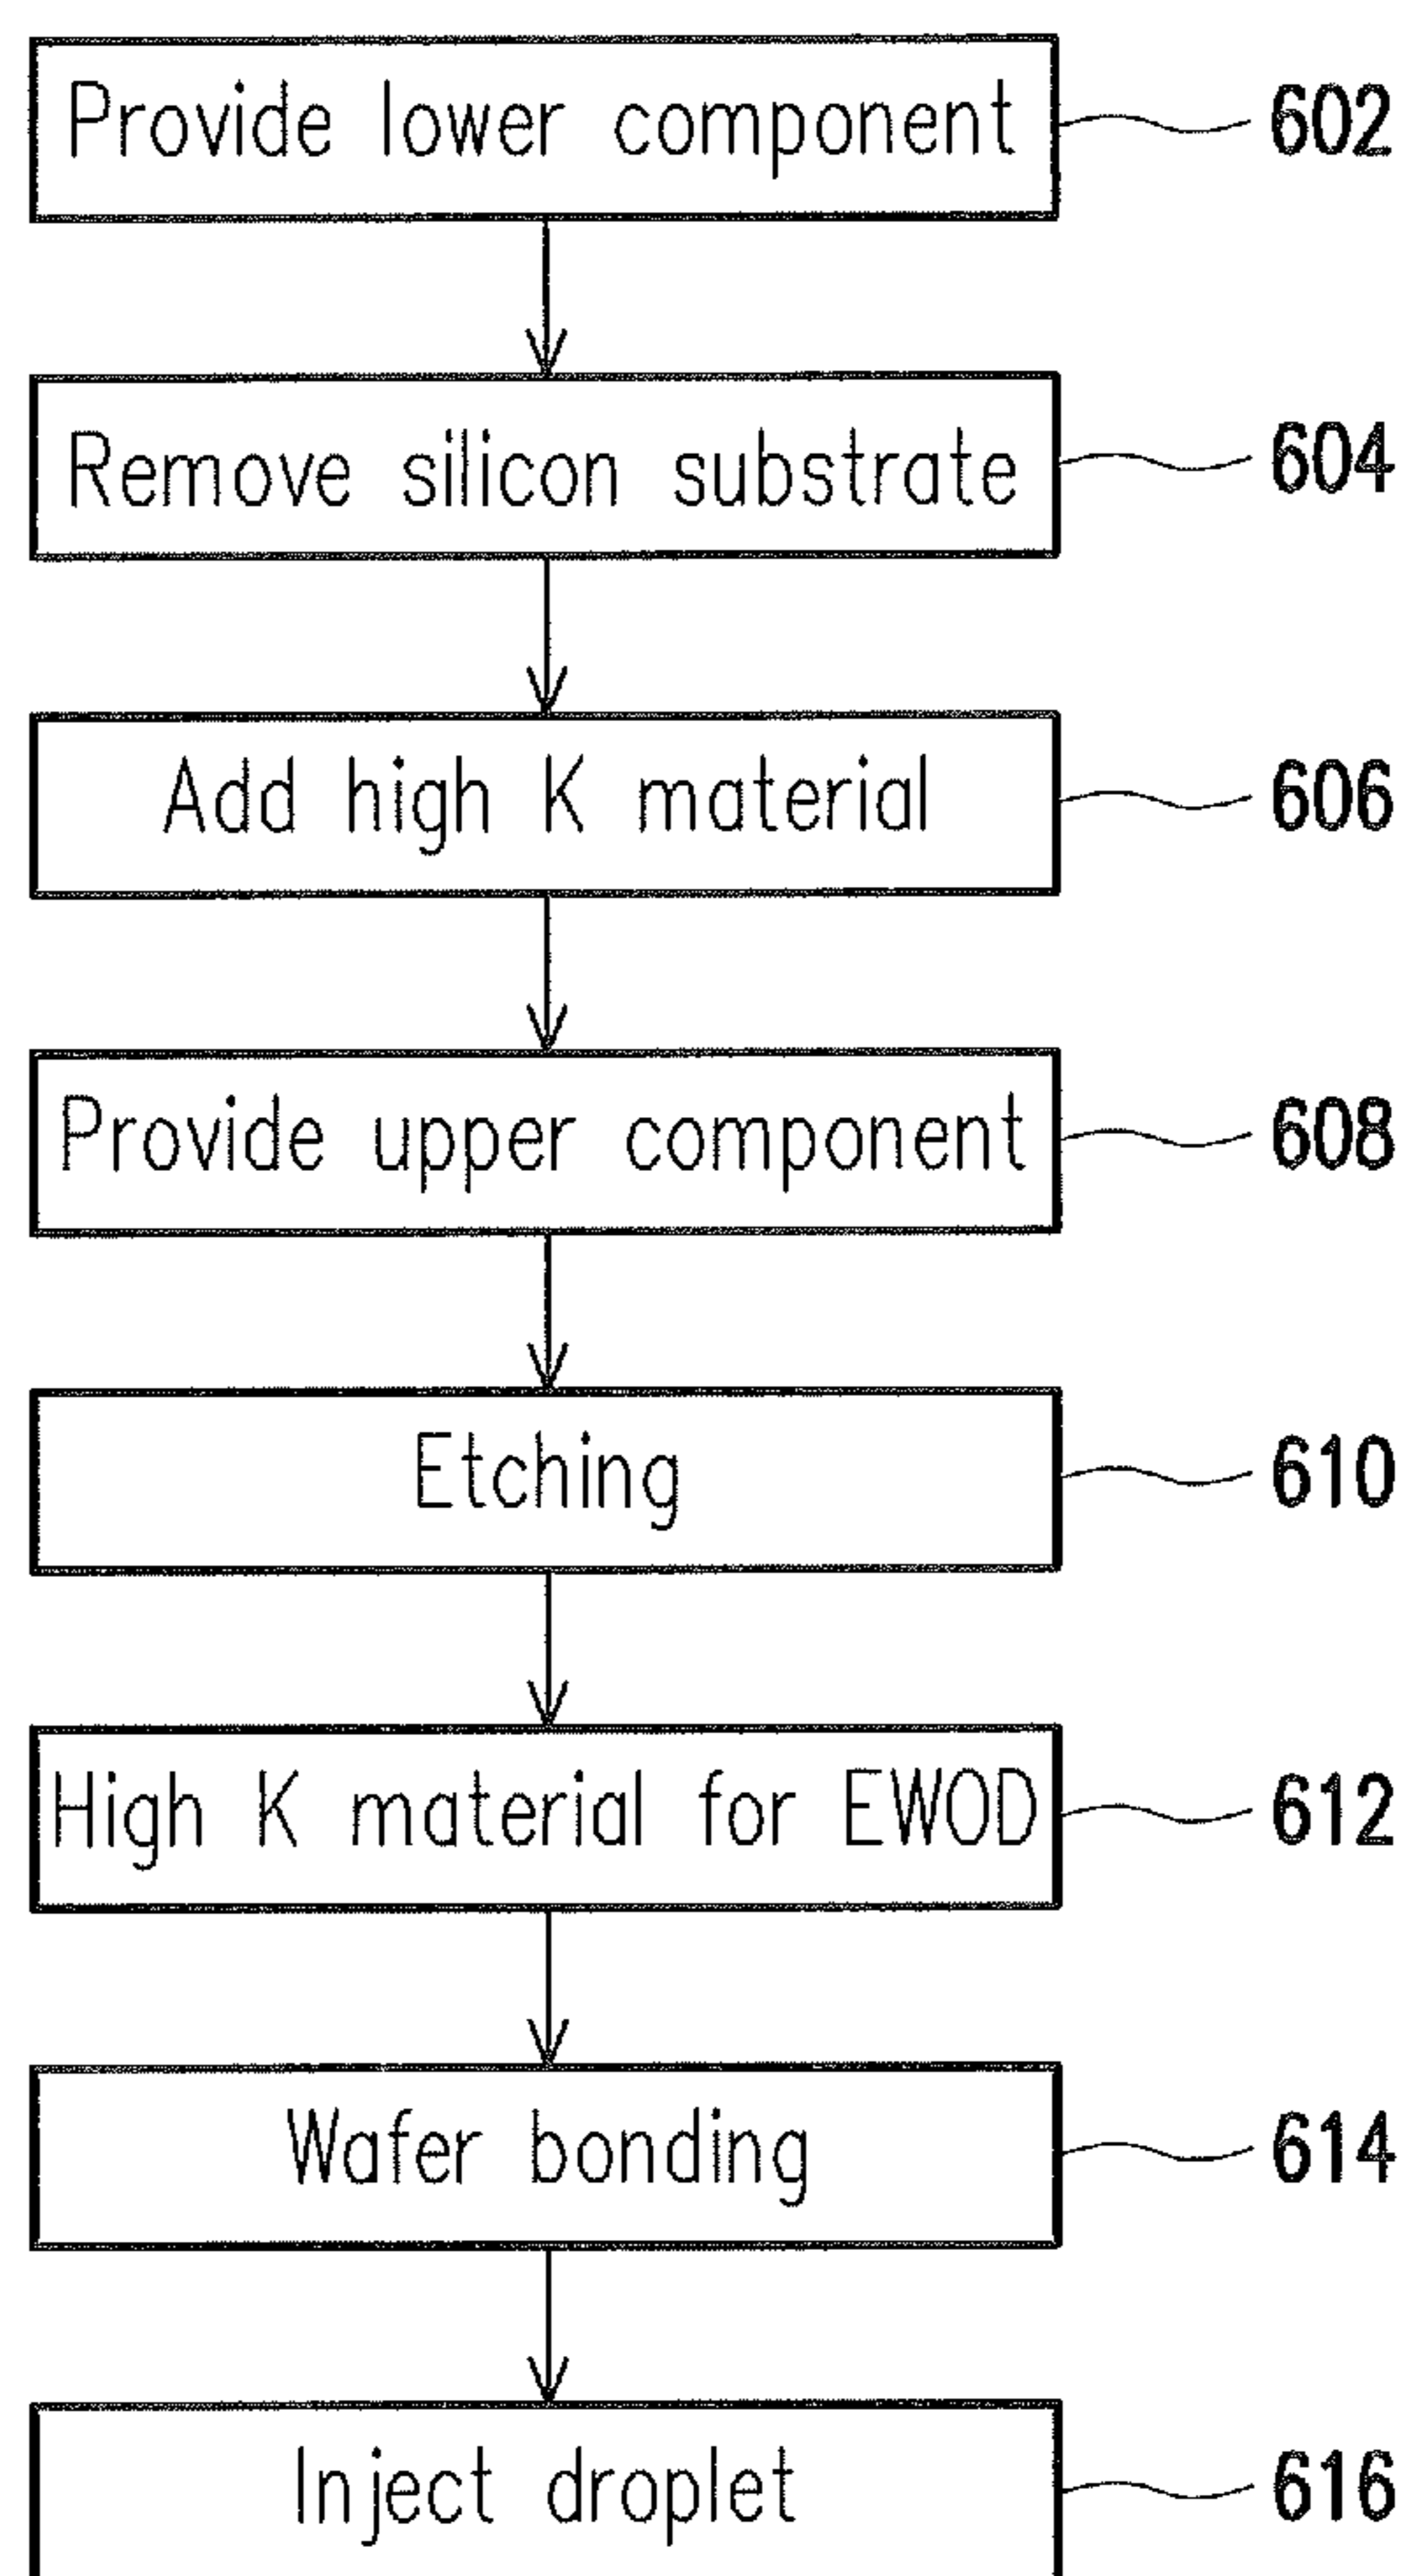 Provide lower component 602
Remove silicon substrate 604
Add high K material 606
Provide upper component 608
Etching 610
High K material for EWOD 612
Wafer bonding 614
Inject droplet 616